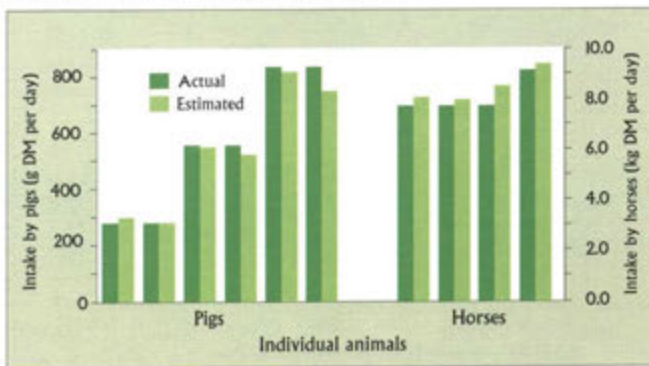 Intake by pigs (g DM per day)
800
600
400
200
0
Actual
Estimated
10.0
8.0
6.0
4.0
2.0
0.0
Intake by horses (kg DM per day)
Pigs
Horses
Individual animals